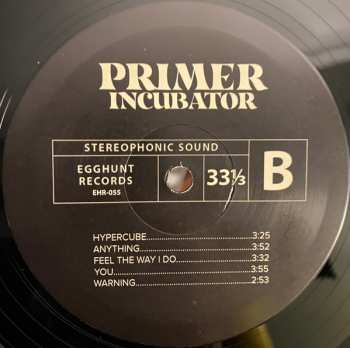 PRIMER
INCUBATOR
STEREOPHONIC SOUND
EGGHUNT
RECORDS
EHR-055
33⅓
B
HYPERCUBE..........................................3:25
ANYTHING............................................3:52
FEEL THE WAY I DO..............................3:32
YOU.......................................................3:55
WARNING.............................................2:53